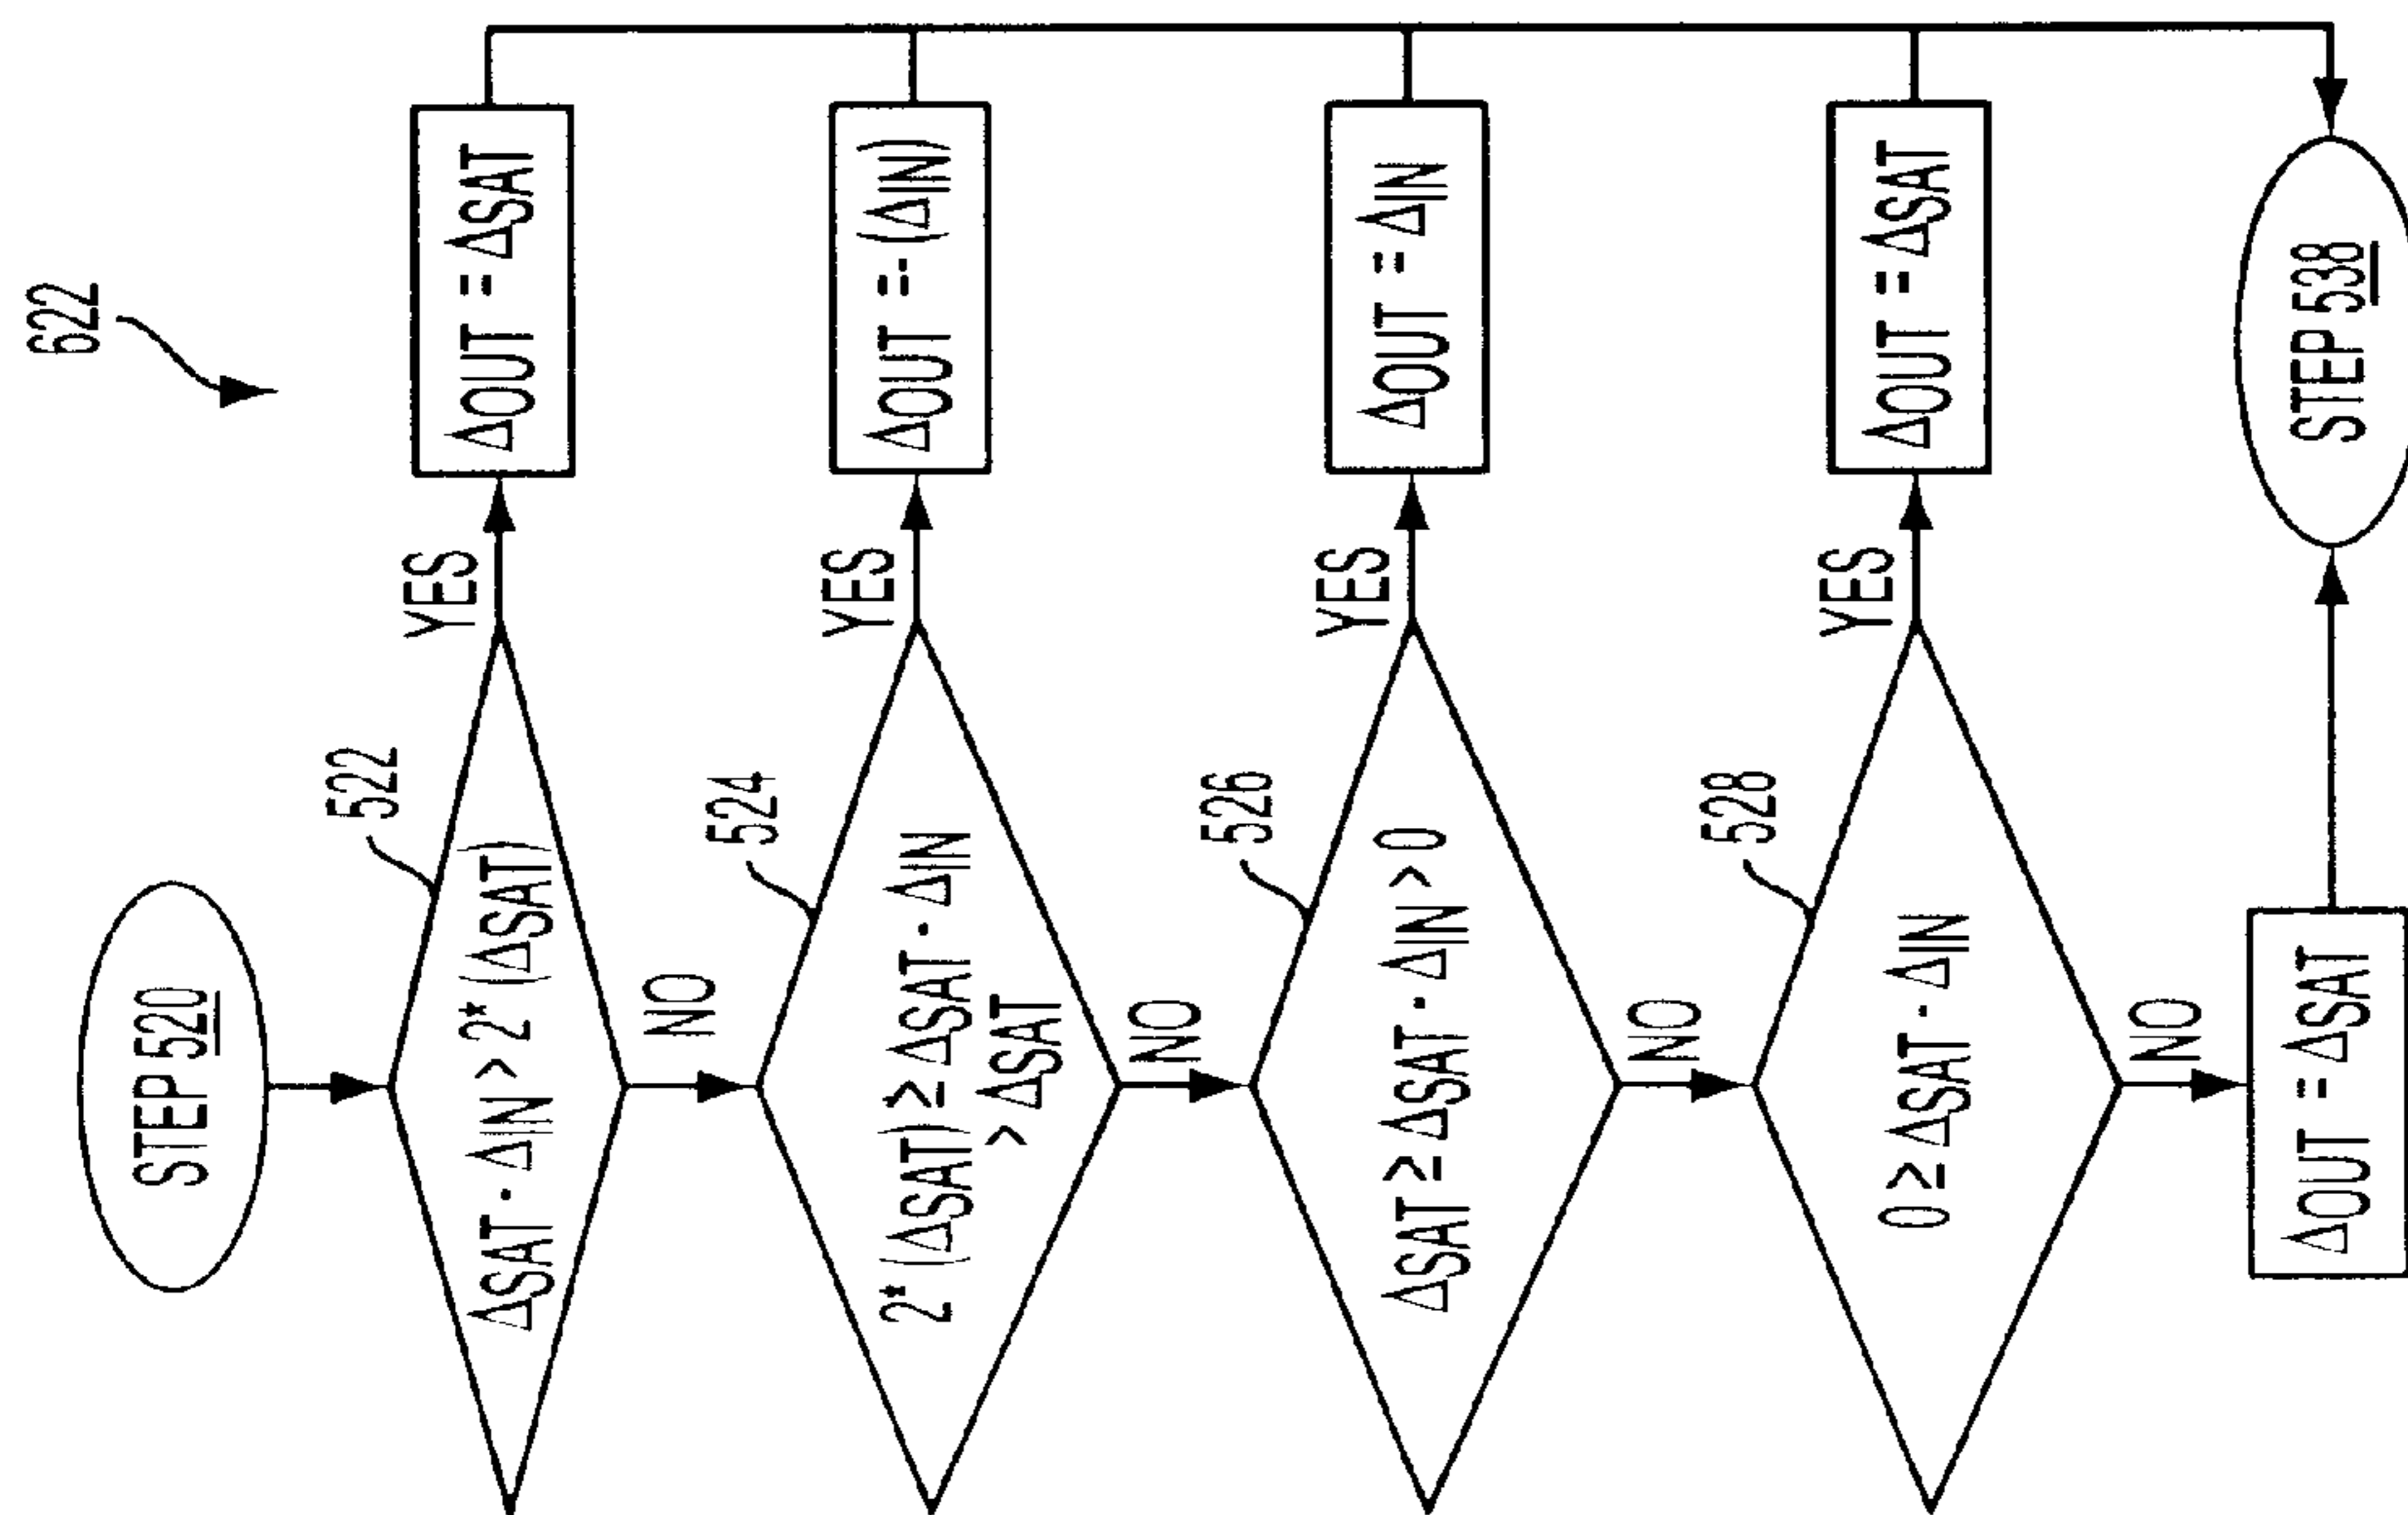 622
STEP 520
522
ΔSAT · ΔIN > 2* (ΔSAT)
YES
ΔOUT = ΔSAT
NO
524
2* (ΔSAT) ≥ ΔSAT · ΔIN
> ΔSAT
YES
ΔOUT =-(ΔIN)
NO
526
ΔSAT ≥ ΔSAT · ΔIN > 0
YES
ΔOUT = ΔIN
NO
528
0 ≥ ΔSAT · ΔIN
YES
ΔOUT = ΔSAT
NO
ΔOUT = ΔSAT
STEP 538